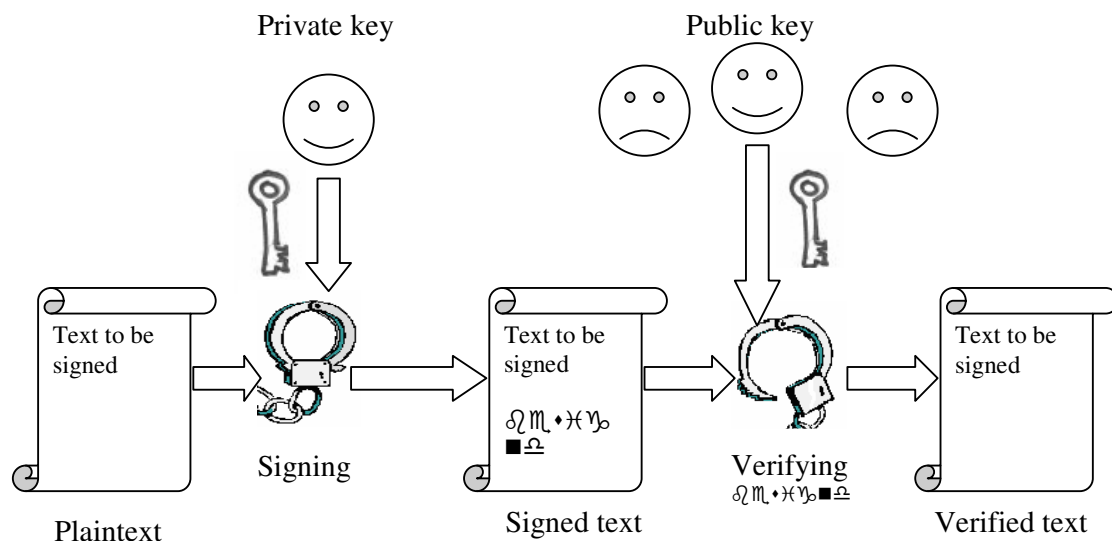 Private key
Public key
Text to be
signed
Text to be
signed
♌♏⬧♓♑
■♎
Text to be
signed
Signing
Verifying
♌♏⬧♓♑■♎
Plaintext
Signed text
Verified text